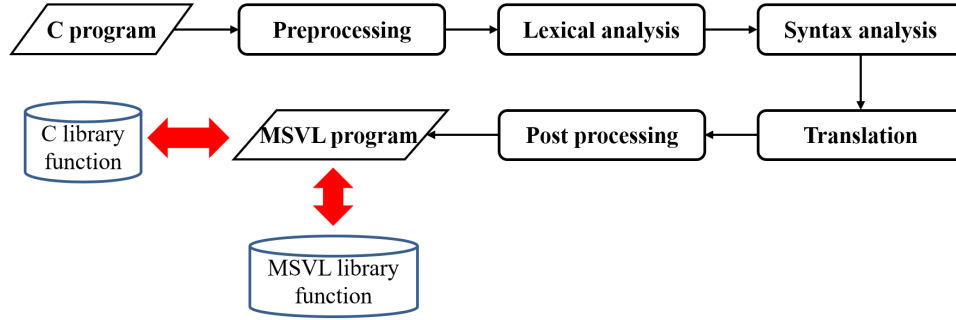 C program
Preprocessing
Lexical analysis
Syntax analysis
C library
function
MSVL program
Post processing
Translation
MSVL library
function